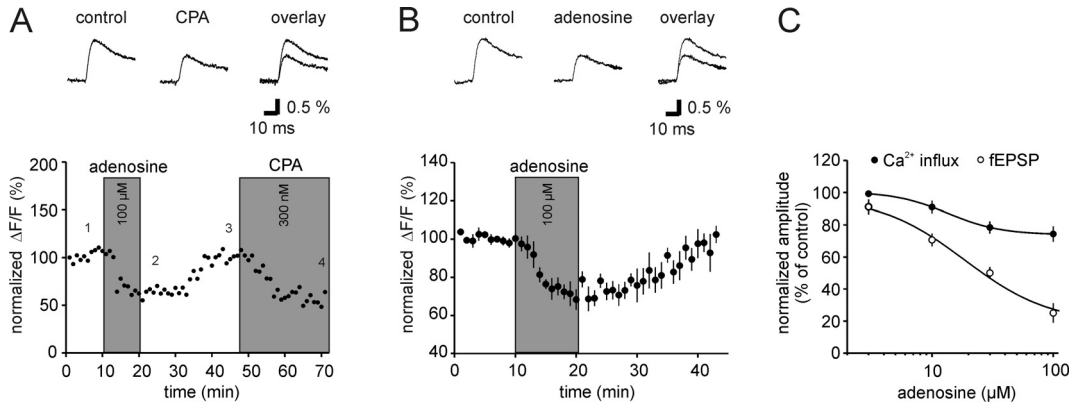 A
control
CPA
overlay
0.5 %
10 ms
normalized ΔF/F (%)
200
150
100
50
0
adenosine
100 µM
CPA
300 nM
1
2
3
4
0 10 20 30 40 50 60 70
time (min)
B
control
adenosine
overlay
0.5 %
10 ms
normalized ΔF/F (%)
140
120
100
80
60
40
adenosine
100 µM
0 10 20 30 40
time (min)
C
Ca²⁺ influx
fEPSP
normalized amplitude
(% of control)
120
100
80
60
40
20
0
10 100
adenosine (µM)